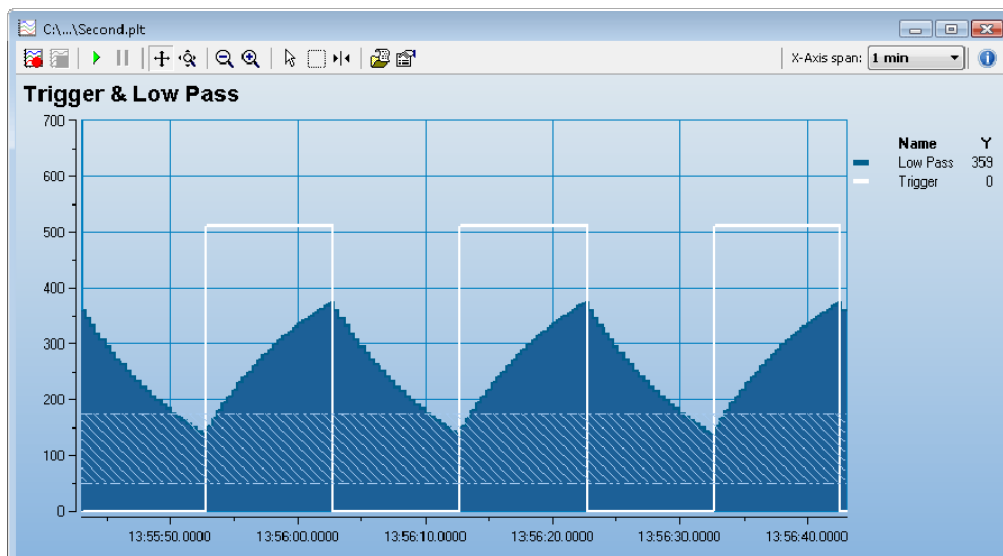 C:\...\Second.plt
X-Axis span: 1 min
Trigger & Low Pass
700
600
500
400
300
200
100
0
Name Y
Low Pass 359
Trigger 0
13:55:50.0000 13:56:00.0000 13:56:10.0000 13:56:20.0000 13:56:30.0000 13:56:40.0000